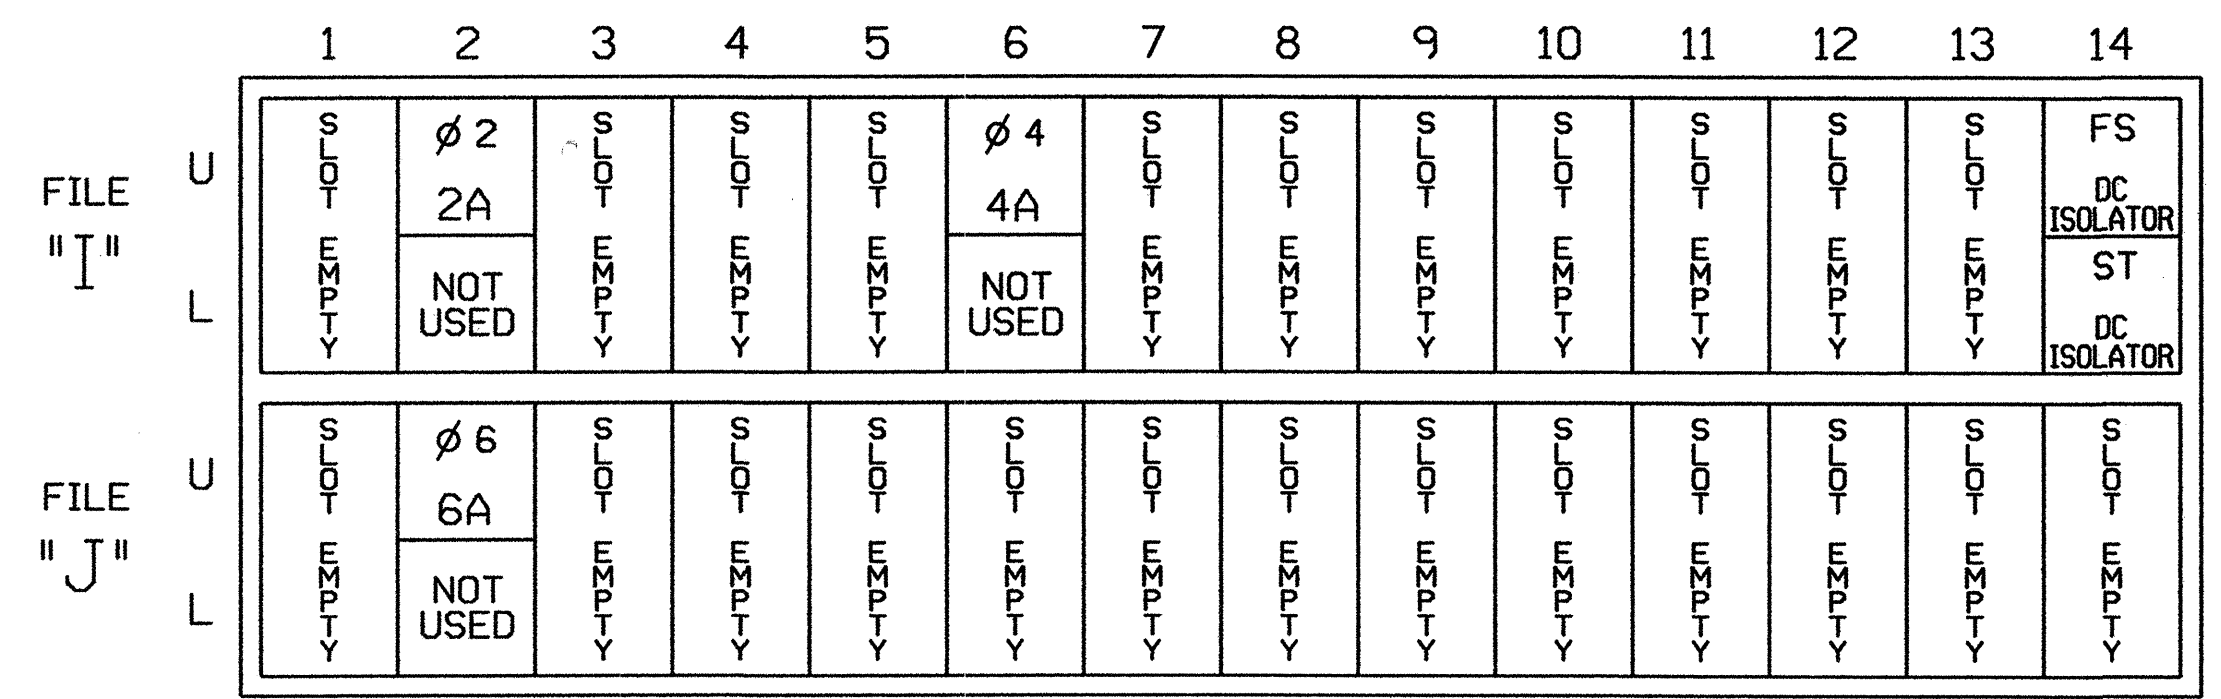 1 2 3 4 5 6 7 8 9 10 11 12 13 14
FILE
"I"
U
L
SLOT EMPTY
Ø 2
2A
NOT
USED
SLOT EMPTY
SLOT EMPTY
SLOT EMPTY
Ø 4
4A
NOT
USED
SLOT EMPTY
SLOT EMPTY
SLOT EMPTY
SLOT EMPTY
SLOT EMPTY
SLOT EMPTY
SLOT EMPTY
FS
DC
ISOLATOR
ST
DC
ISOLATOR
FILE
"J"
U
L
SLOT EMPTY
Ø 6
6A
NOT
USED
SLOT EMPTY
SLOT EMPTY
SLOT EMPTY
SLOT EMPTY
SLOT EMPTY
SLOT EMPTY
SLOT EMPTY
SLOT EMPTY
SLOT EMPTY
SLOT EMPTY
SLOT EMPTY
SLOT EMPTY